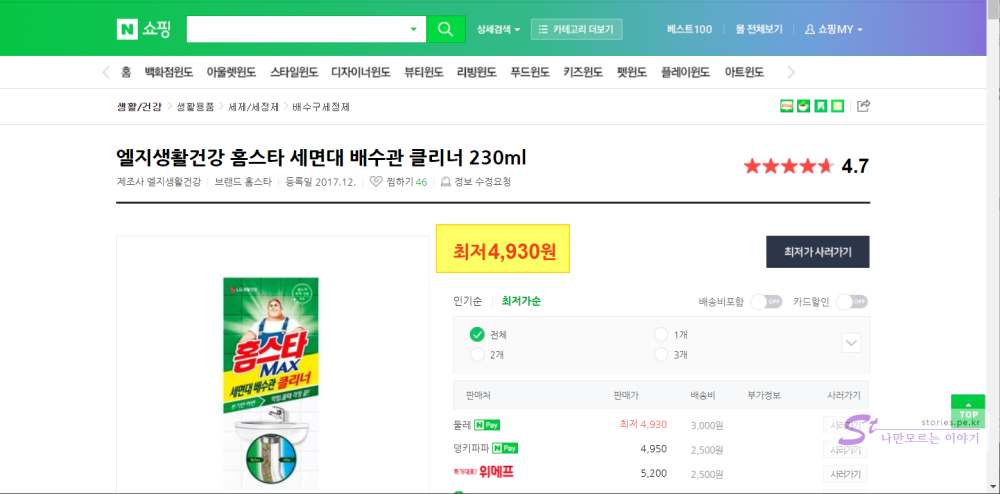 N 쇼핑 상세검색 카테고리 더보기 베스트100 몰 전체보기 쇼핑MY
홈 백화점윈도 아울렛윈도 스타일윈도 디자이너윈도 뷰티윈도 리빙윈도 푸드윈도 키즈윈도 펫윈도 플레이윈도 아트윈도
생활/건강 > 생활용품 > 세제/세정제 > 배수구세정제
엘지생활건강 홈스타 세면대 배수관 클리너 230ml
4.7
제조사 엘지생활건강 브랜드 홈스타 등록일 2017.12. 찜하기 46 정보 수정요청
최저4,930원
최저가 사러가기
인기순 최저가순 배송비포함 OFF 카드할인 OFF
전체 1개
2개 3개
판매처 판매가 배송비 부가정보 사러가기
둘레 N Pay 최저 4,930 3,000원
덩키파파 N Pay 4,950 2,500원
특가대표! 위메프 5,200 2,500원 사러가기
LG생활건강
홈스타
MAX
세면대 배수관 클리너
TOP
St stories.pe.kr
나만모르는 이야기